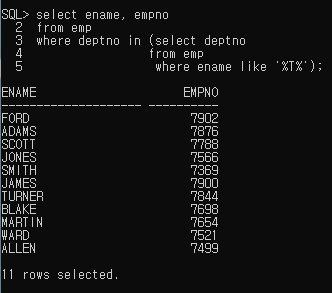 SQL> select ename, empno
  2  from emp
  3  where deptno in (select deptno
  4                   from emp
  5                    where ename like '%T%');
ENAME                     EMPNO
-------------------- ----------
FORD                       7902
ADAMS                      7876
SCOTT                      7788
JONES                      7566
SMITH                      7369
JAMES                      7900
TURNER                     7844
BLAKE                      7698
MARTIN                     7654
WARD                       7521
ALLEN                      7499
11 rows selected.